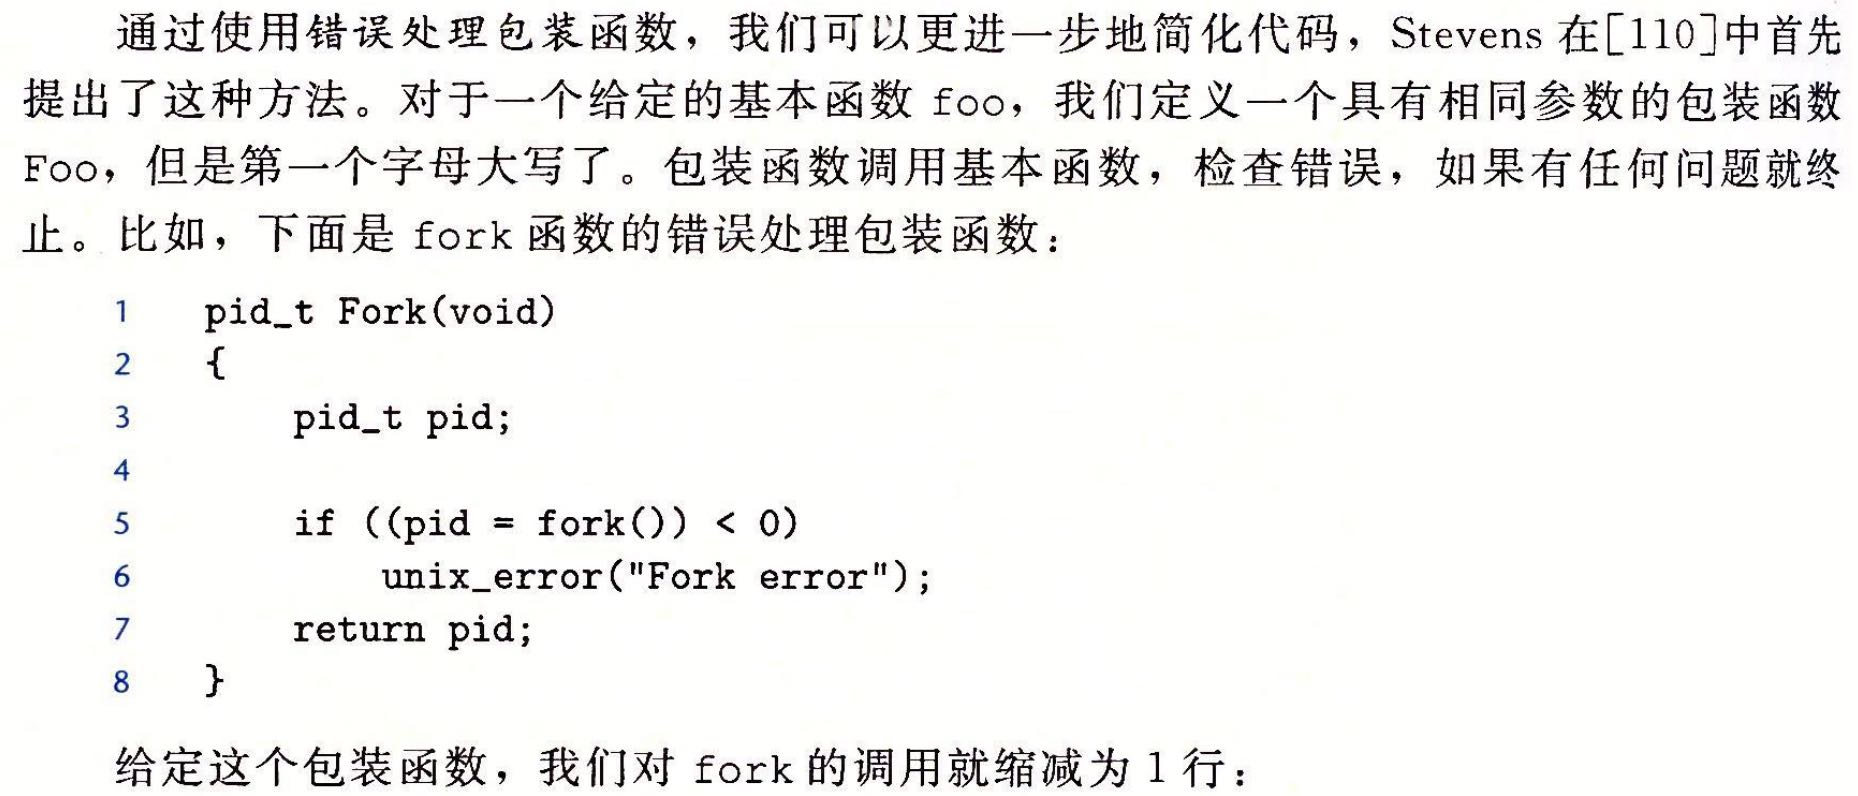 通过使用错误处理包装函数，我们可以更进一步地简化代码，Stevens 在[110]中首先
提出了这种方法。对于一个给定的基本函数 foo，我们定义一个具有相同参数的包装函数
Foo，但是第一个字母大写了。包装函数调用基本函数，检查错误，如果有任何问题就终
止。比如，下面是 fork 函数的错误处理包装函数：
1 pid_t Fork(void)
2 {
3     pid_t pid;
4
5     if ((pid = fork()) < 0)
6         unix_error("Fork error");
7     return pid;
8 }
给定这个包装函数，我们对 fork 的调用就缩减为 1 行：